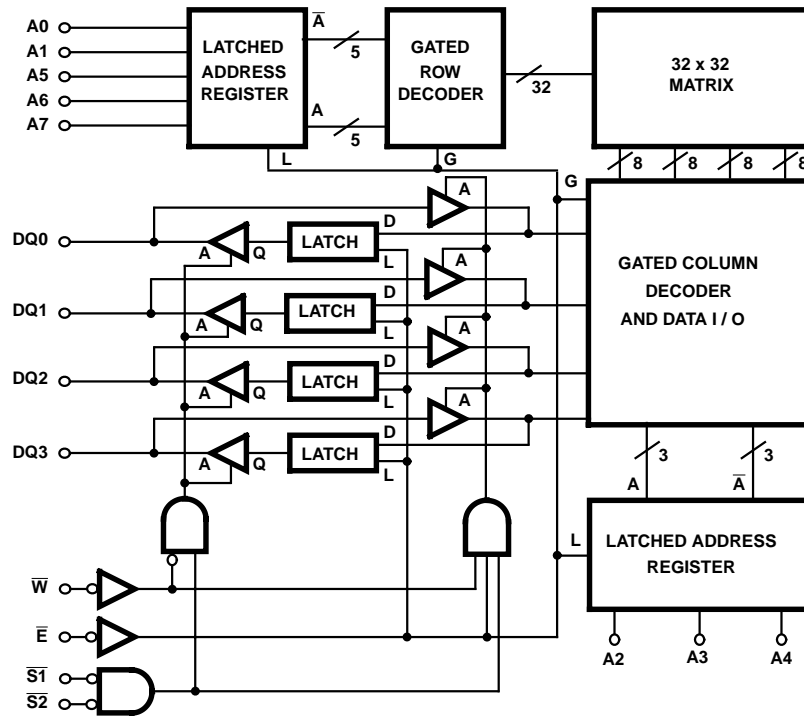 A0
A1
A5
A6
A7
LATCHED
ADDRESS
REGISTER
A̅
5
A
5
L
GATED
ROW
DECODER
G
32
32 x 32
MATRIX
8
8
8
8
G
GATED COLUMN
DECODER
AND DATA I / O
A
DQ0
A
Q
LATCH
D
L
A
DQ1
A
Q
LATCH
D
L
A
DQ2
A
Q
LATCH
D
L
A
DQ3
A
Q
LATCH
D
L
3
3
A
A̅
L
LATCHED ADDRESS
REGISTER
A2
A3
A4
W̅
E̅
S̅1̅
S̅2̅